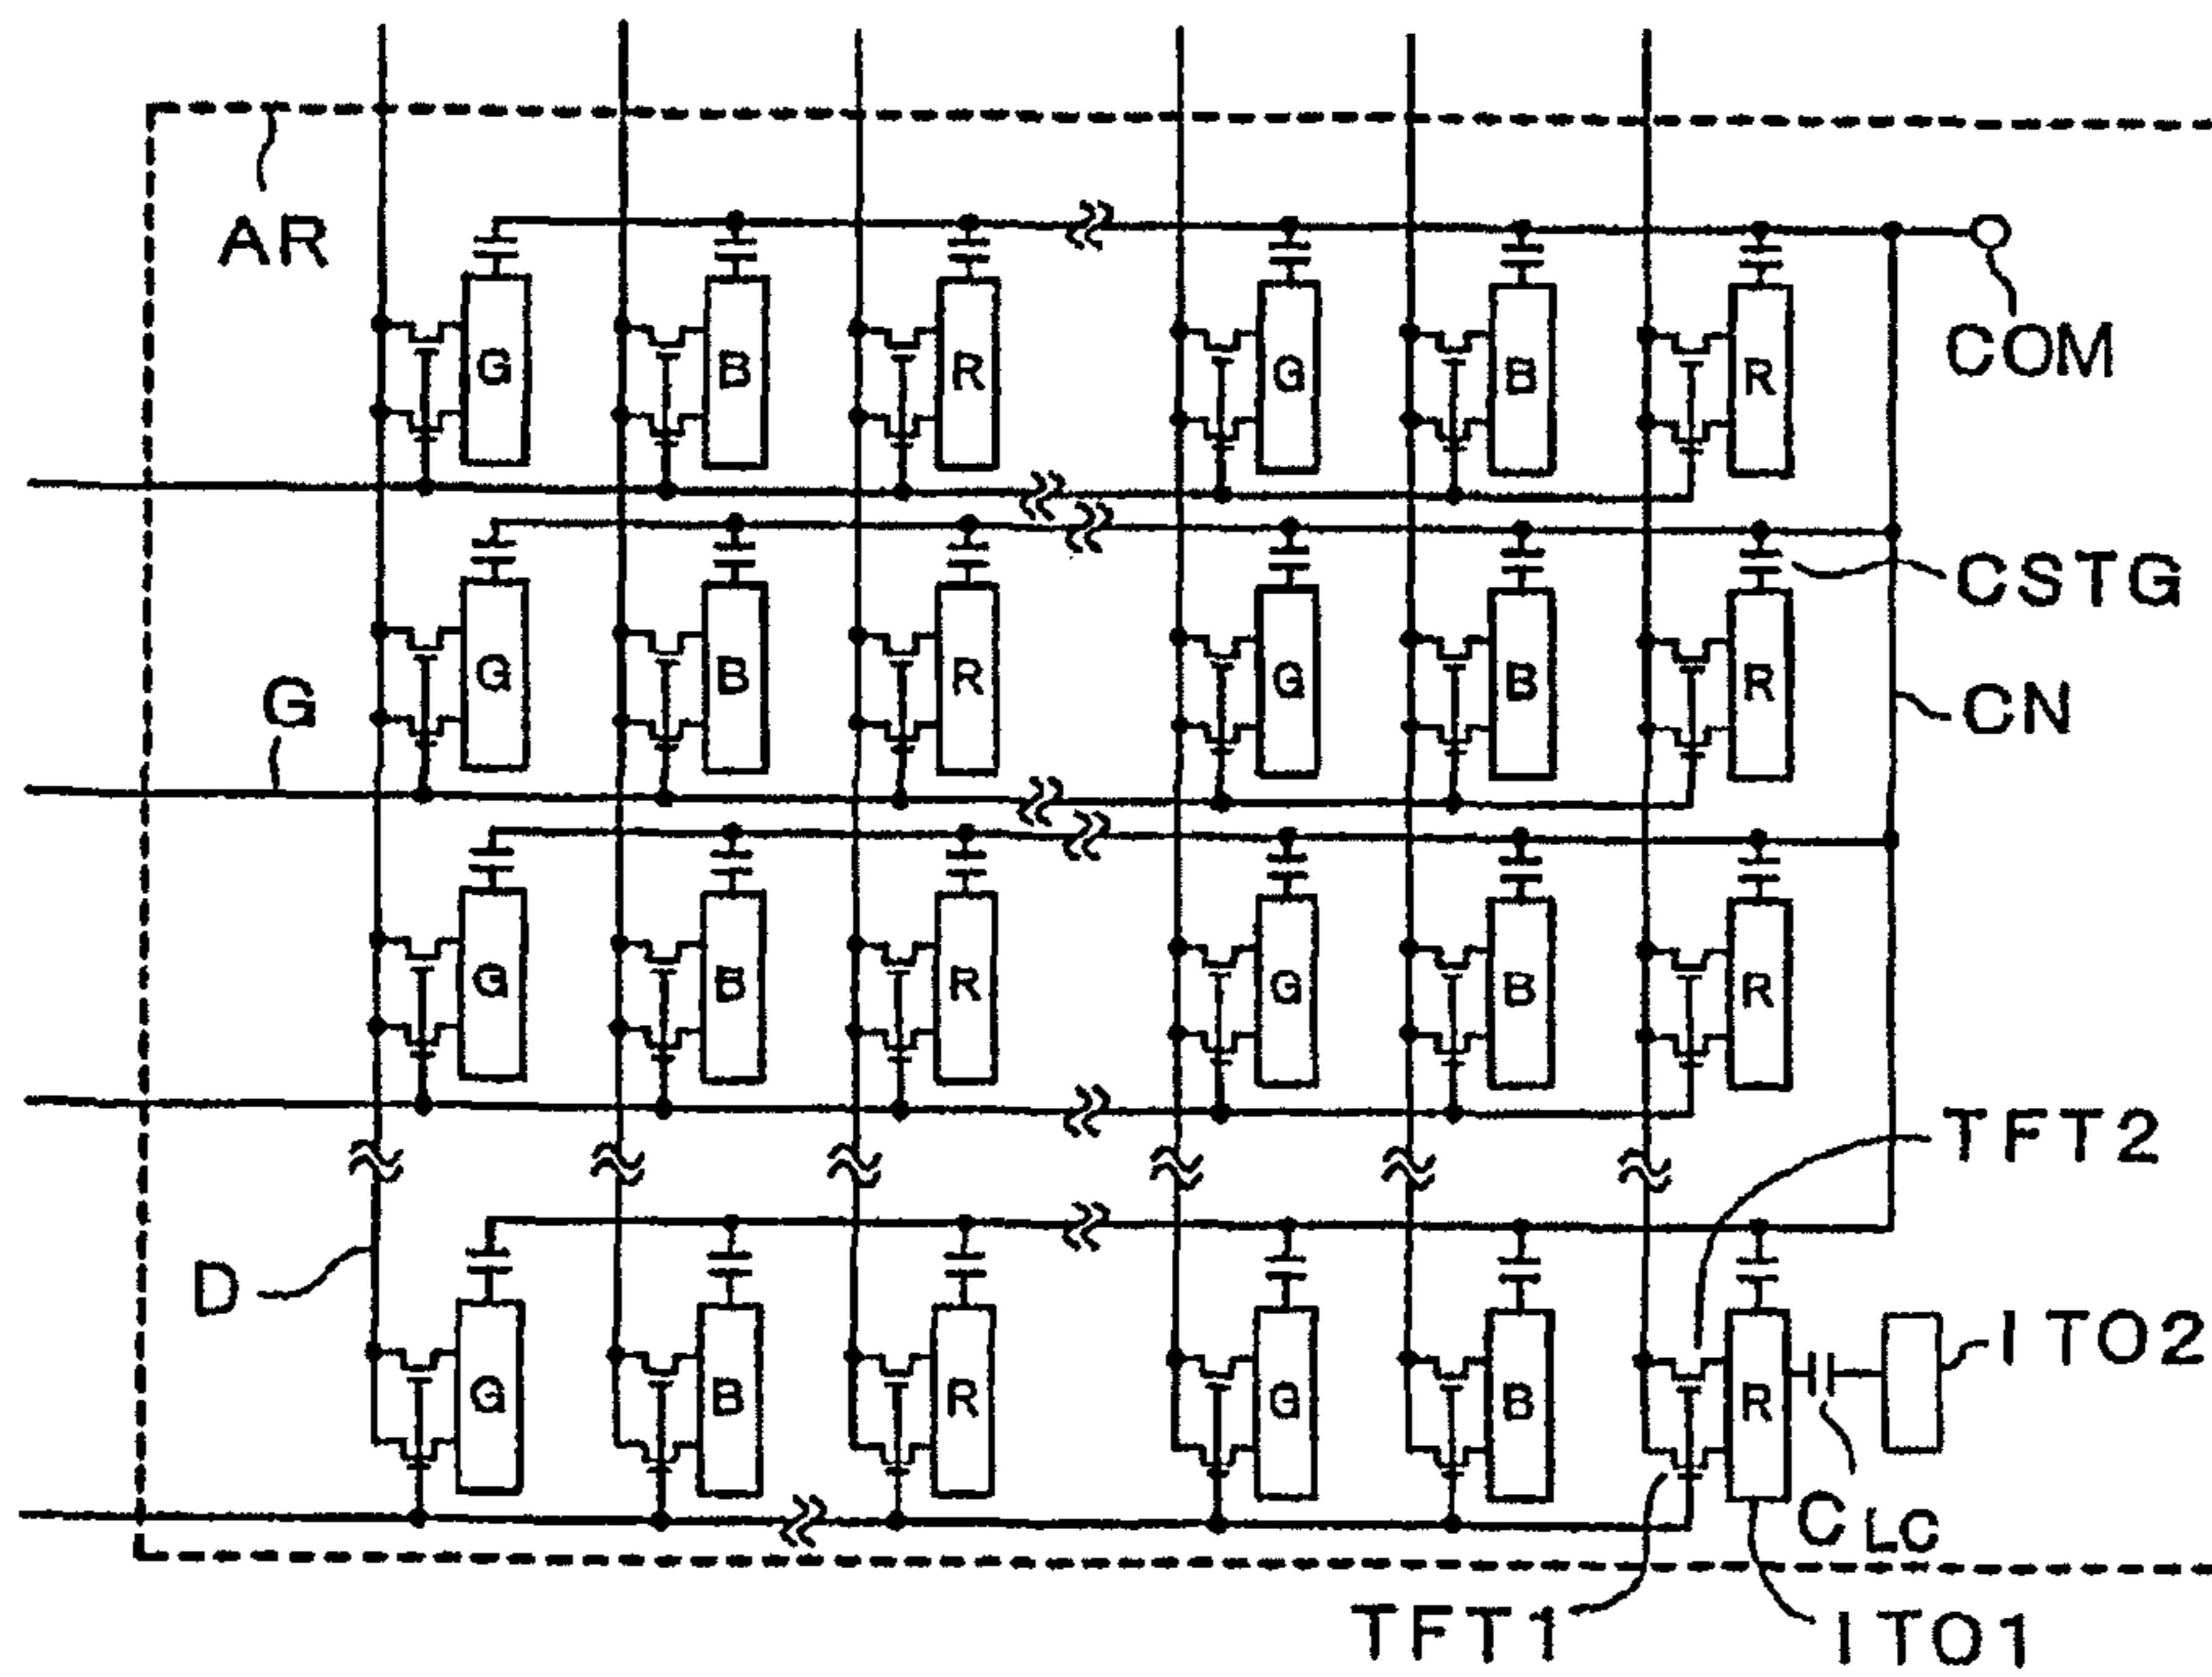 AR
COM
G B R G B R
CSTG
G B R G B R
G
CN
G B R G B R
TFT2
D
ITO2
G B R G B R
CLC
TFT1
ITO1